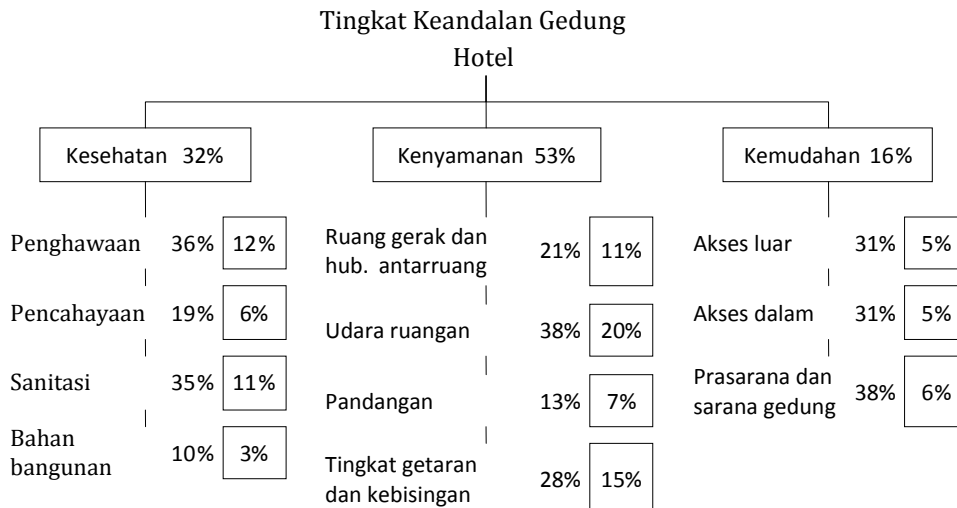 Tingkat Keandalan Gedung
Hotel
Kesehatan 32%
Kenyamanan 53%
Kemudahan 16%
Penghawaan 36% 12%
Pencahayaan 19% 6%
Sanitasi 35% 11%
Bahan
bangunan 10% 3%
Ruang gerak dan
hub. antarruang 21% 11%
Udara ruangan 38% 20%
Pandangan 13% 7%
Tingkat getaran
dan kebisingan 28% 15%
Akses luar 31% 5%
Akses dalam 31% 5%
Prasarana dan
sarana gedung 38% 6%